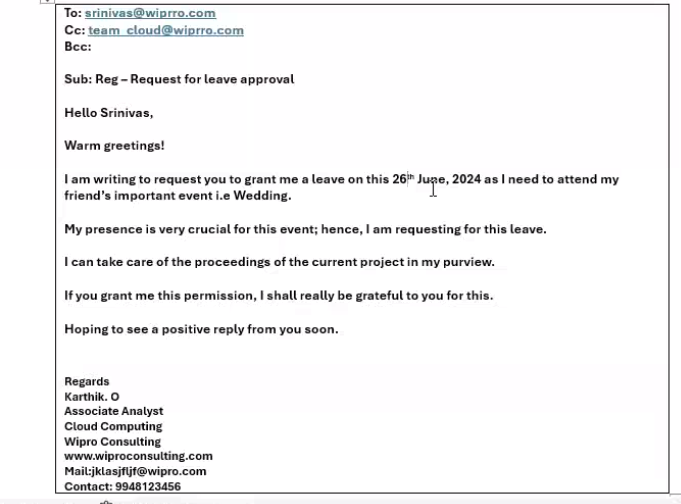 To: srinivas@wiprro.com
Cc: team_cloud@wiprro.com
Bcc:
Sub: Reg – Request for leave approval
Hello Srinivas,
Warm greetings!
I am writing to request you to grant me a leave on this 26th June, 2024 as I need to attend my
friend's important event i.e Wedding.
My presence is very crucial for this event; hence, I am requesting for this leave.
I can take care of the proceedings of the current project in my purview.
If you grant me this permission, I shall really be grateful to you for this.
Hoping to see a positive reply from you soon.
Regards
Karthik. O
Associate Analyst
Cloud Computing
Wipro Consulting
www.wiproconsulting.com
Mail:jklasjfljf@wipro.com
Contact: 9948123456